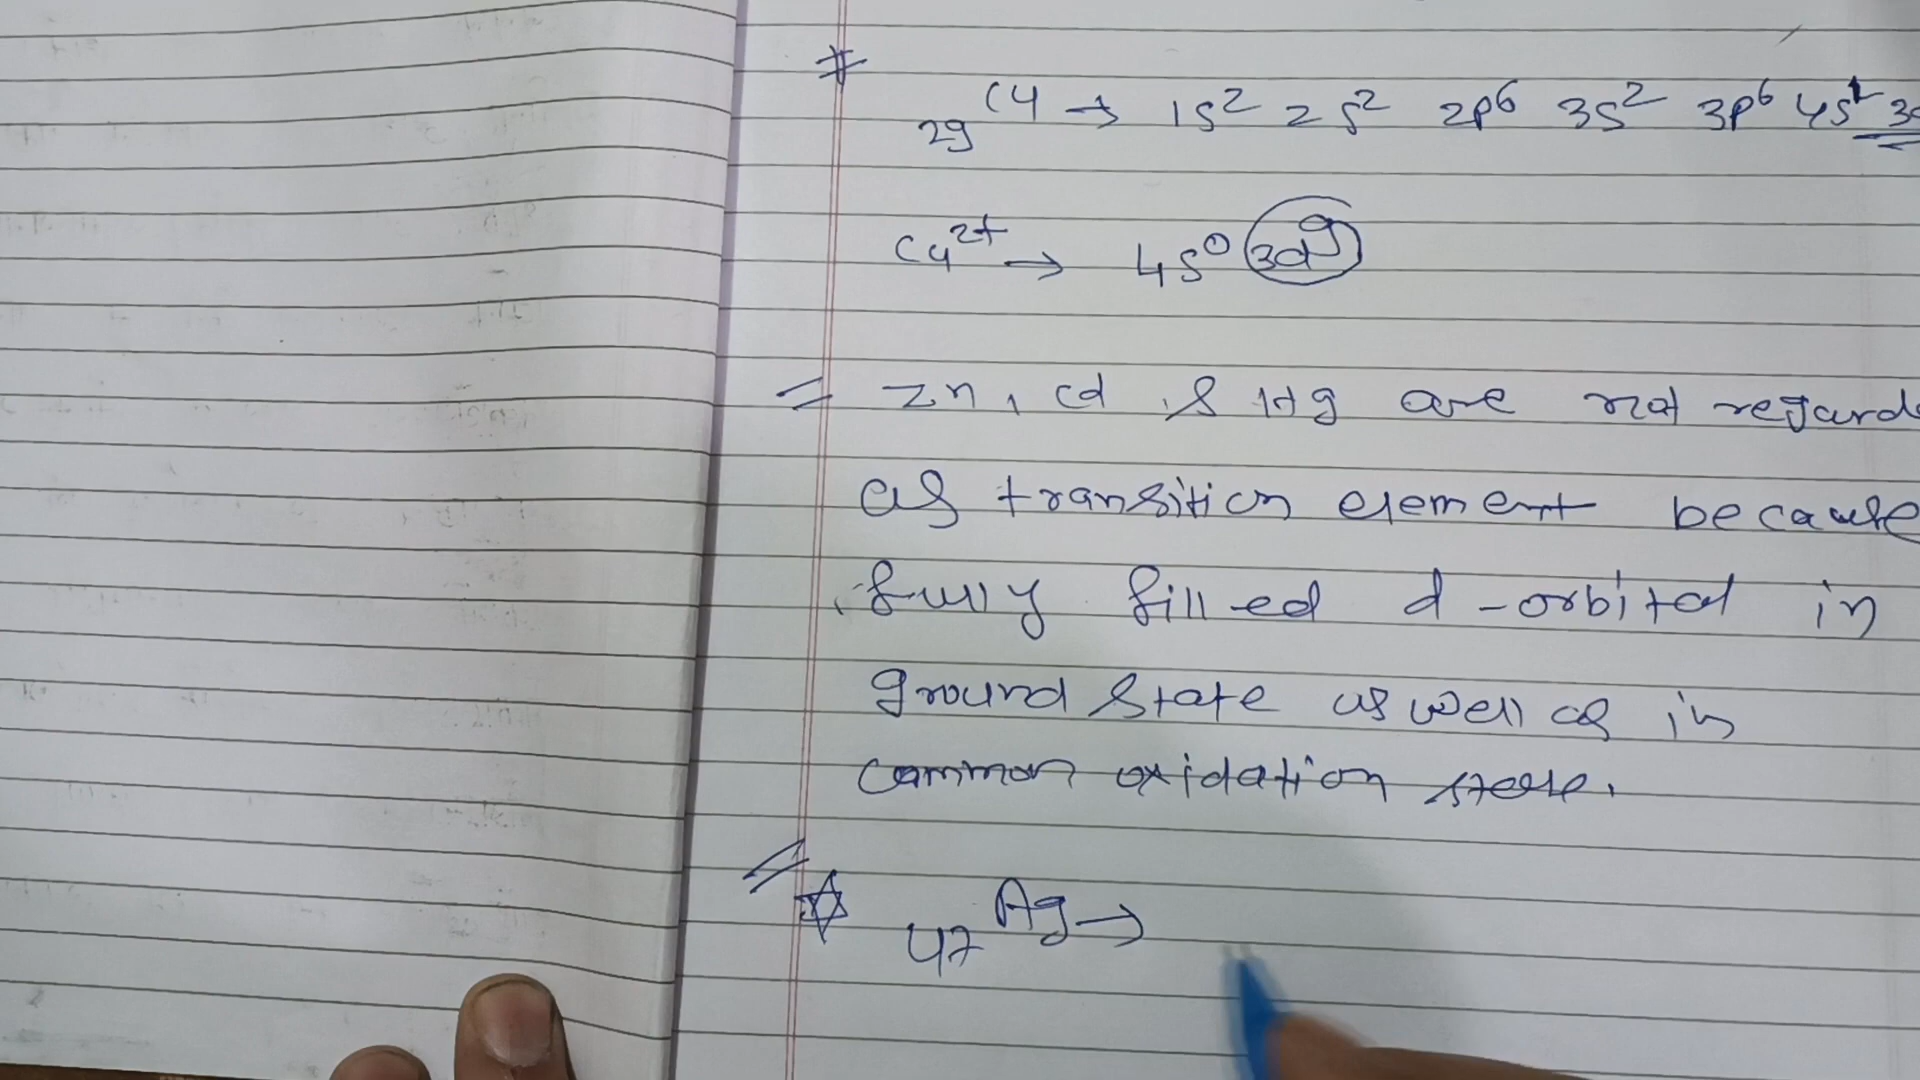 29Cu → 1s² 2s² 2p⁶ 3s² 3p⁶ 4s¹ 3d
Cu²⁺ → 4s⁰ 3d⁹
= Zn, Cd & Hg are not regard
as transition element because
fully filled d-orbital in
ground state as well as in
common oxidation state.
47Ag →